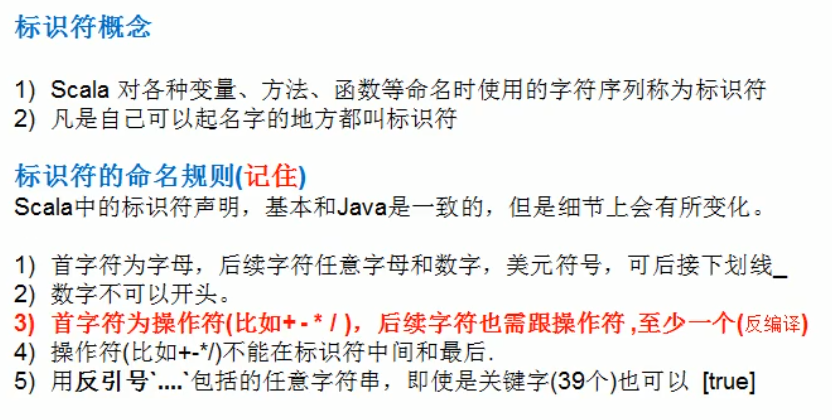 标识符概念
1) Scala 对各种变量、方法、函数等命名时使用的字符序列称为标识符
2) 凡是自己可以起名字的地方都叫标识符
标识符的命名规则(记住)
Scala中的标识符声明，基本和Java是一致的，但是细节上会有所变化。
1) 首字符为字母，后续字符任意字母和数字，美元符号，可后接下划线_
2) 数字不可以开头。
3) 首字符为操作符(比如+ - * / )，后续字符也需跟操作符 ,至少一个(反编译)
4) 操作符(比如+-*/)不能在标识符中间和最后.
5) 用反引号`....`包括的任意字符串，即使是关键字(39个)也可以 [true]